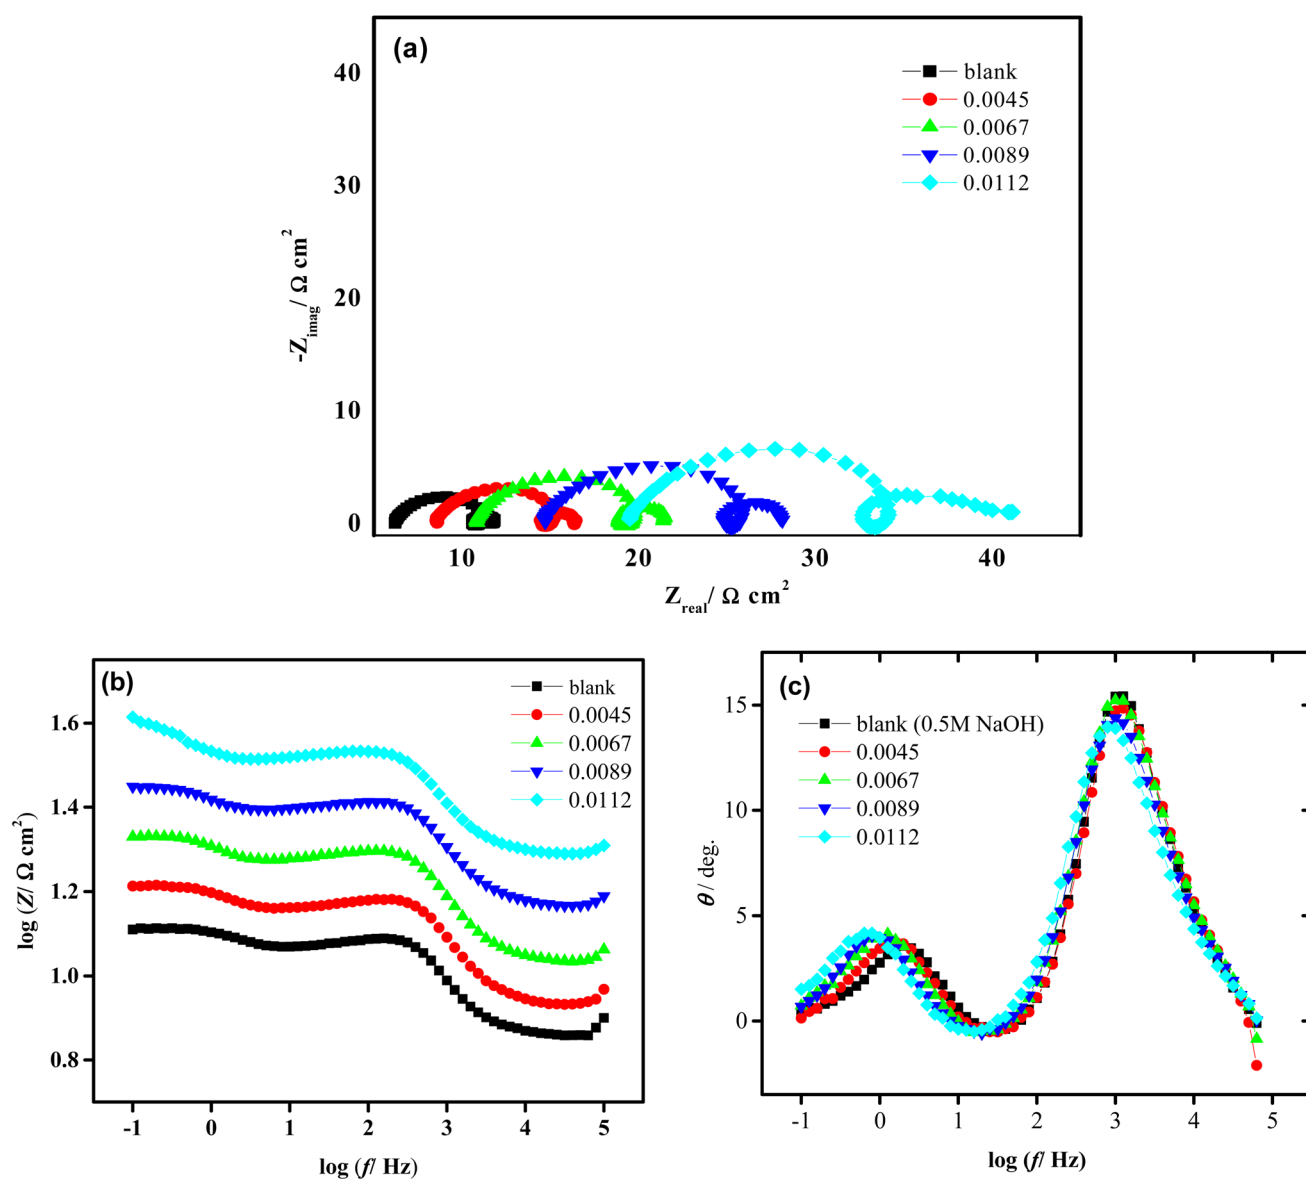 (a)
blank
0.0045
0.0067
0.0089
0.0112
40
30
20
10
0
-Z_imag/ Ω cm²
10 20 30 40
Z_real/ Ω cm²
(b)
blank
0.0045
0.0067
0.0089
0.0112
1.6
1.4
1.2
1.0
0.8
log (Z/ Ω cm²)
-1 0 1 2 3 4 5
log (f/ Hz)
(c)
blank (0.5M NaOH)
0.0045
0.0067
0.0089
0.0112
15
10
5
0
θ / deg.
-1 0 1 2 3 4 5
log (f/ Hz)